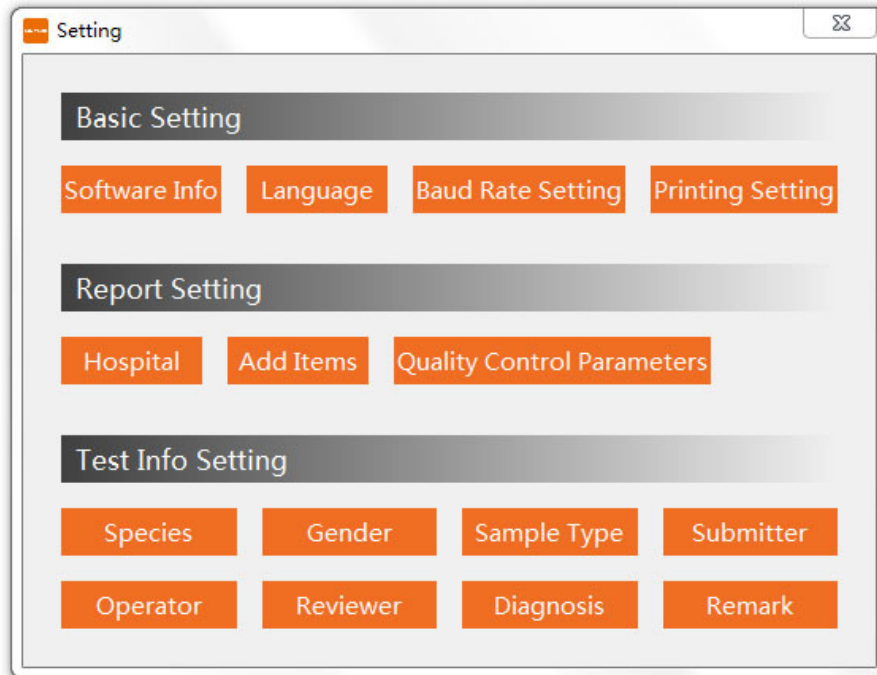 Setting
Basic Setting
Software Info Language Baud Rate Setting Printing Setting
Report Setting
Hospital Add Items Quality Control Parameters
Test Info Setting
Species Gender Sample Type Submitter
Operator Reviewer Diagnosis Remark